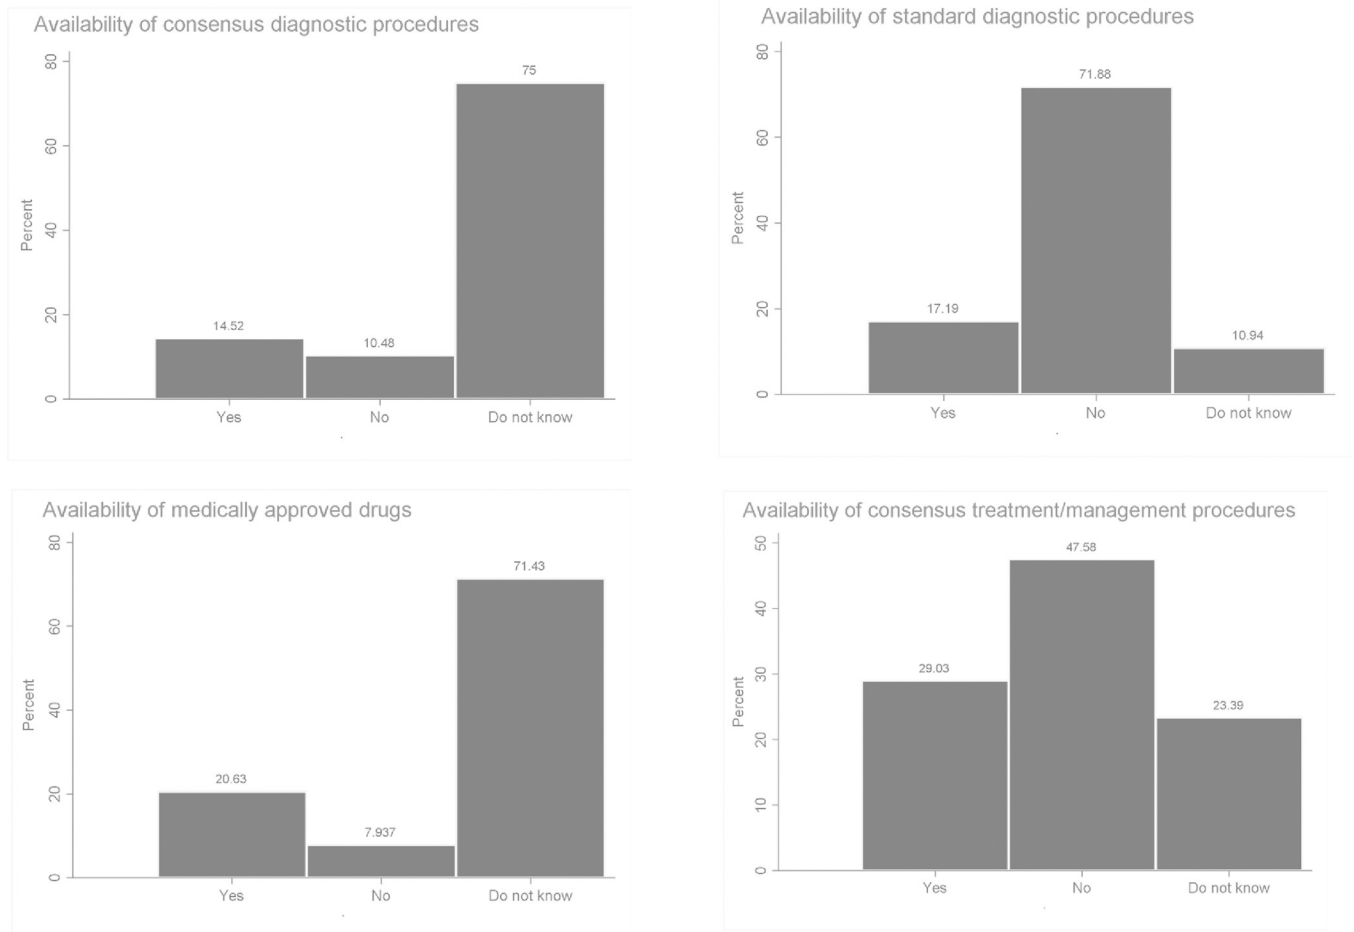 Availability of consensus diagnostic procedures
Percent
80
60
40
20
0
14.52
10.48
75
Yes
No
Do not know
Availability of standard diagnostic procedures
Percent
80
60
40
20
0
17.19
71.88
10.94
Yes
No
Do not know
Availability of medically approved drugs
Percent
80
60
40
20
0
20.63
7.937
71.43
Yes
No
Do not know
Availability of consensus treatment/management procedures
Percent
50
40
30
20
10
0
29.03
47.58
23.39
Yes
No
Do not know